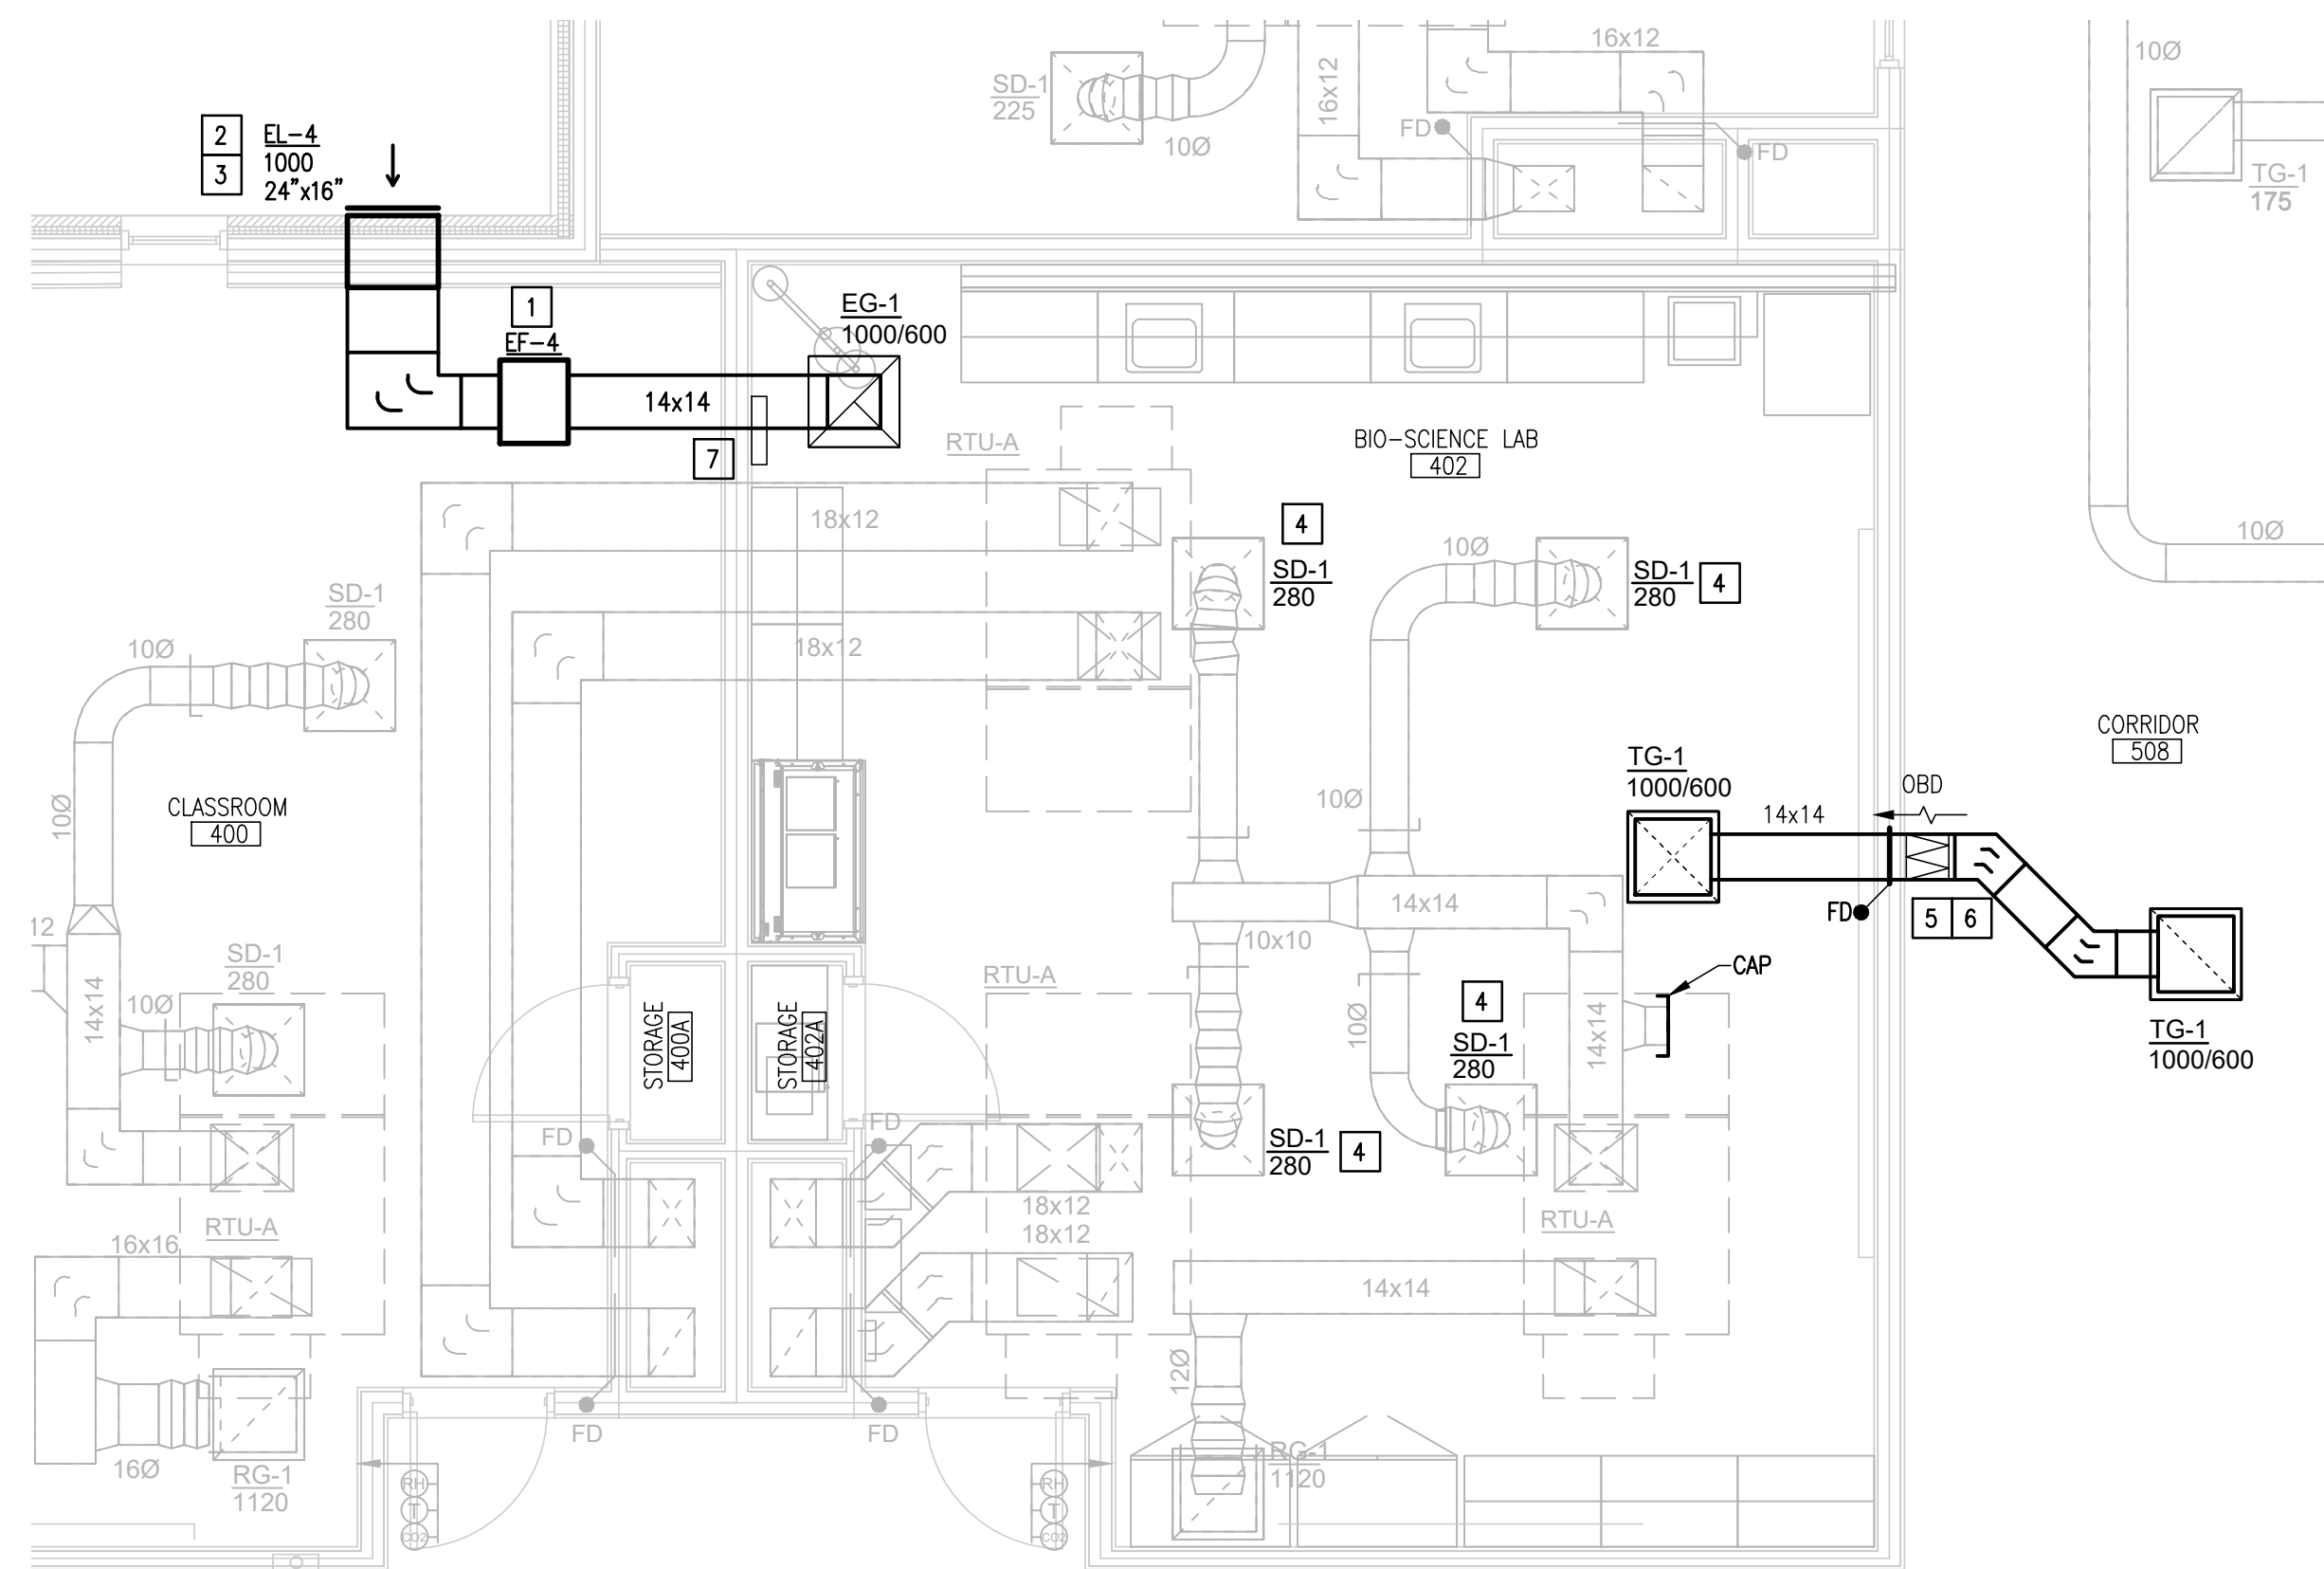 16x12
10Ø
SD-1
225
16x12
10Ø
FD
FD
TG-1
175
2
3
EL-4
1000
24"x16"
1
EF-4
14x14
7
EG-1
1000/600
RTU-A
BIO-SCIENCE LAB
402
18x12
18x12
4
SD-1
280
10Ø
SD-1
280
4
10Ø
SD-1
280
10Ø
10Ø
CLASSROOM
400
CORRIDOR
508
TG-1
1000/600
OBD
14x14
10Ø
14x14
10x10
FD
5
6
12
SD-1
280
10Ø
14x14
RTU-A
CAP
4
SD-1
280
10Ø
14x14
TG-1
1000/600
STORAGE
400A
STORAGE
402A
FD
FD
SD-1
280
4
RTU-A
16x16
18x12
18x12
RTU-A
14x14
12Ø
FD
FD
16Ø
RG-1
1120
RG-1
1120
RH
T
CO2
RH
T
CO2